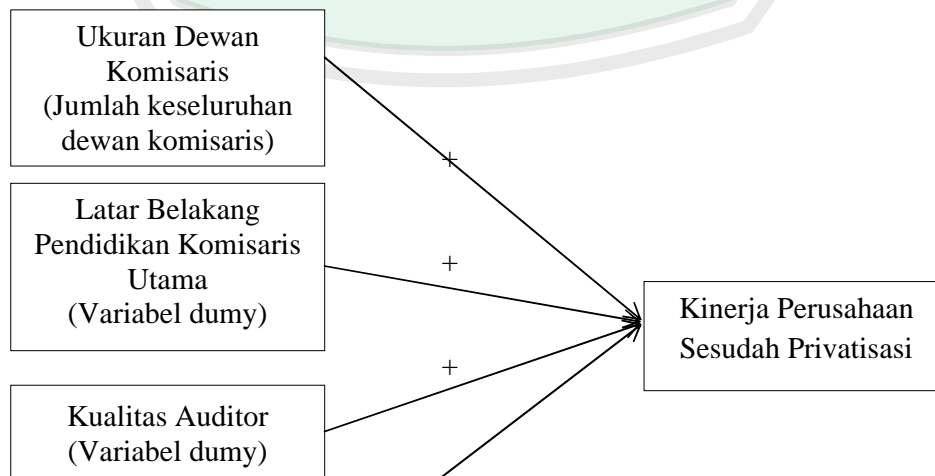 Ukuran Dewan
Komisaris
(Jumlah keseluruhan
dewan komisaris)
+
Latar Belakang
Pendidikan Komisaris
Utama
(Variabel dumy)
+
Kinerja Perusahaan
Sesudah Privatisasi
+
Kualitas Auditor
(Variabel dumy)